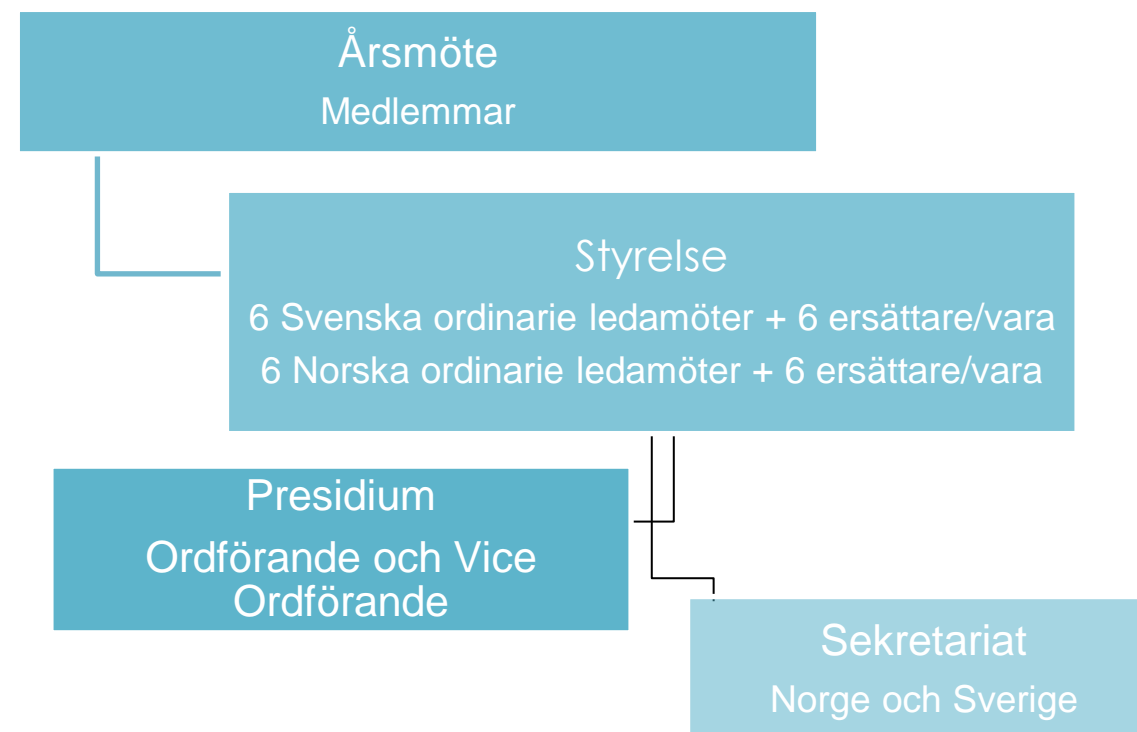 Årsmöte
Medlemmar
Styrelse
6 Svenska ordinarie ledamöter + 6 ersättare/vara
6 Norska ordinarie ledamöter + 6 ersättare/vara
Presidium
Ordförande och Vice
Ordförande
Sekretariat
Norge och Sverige